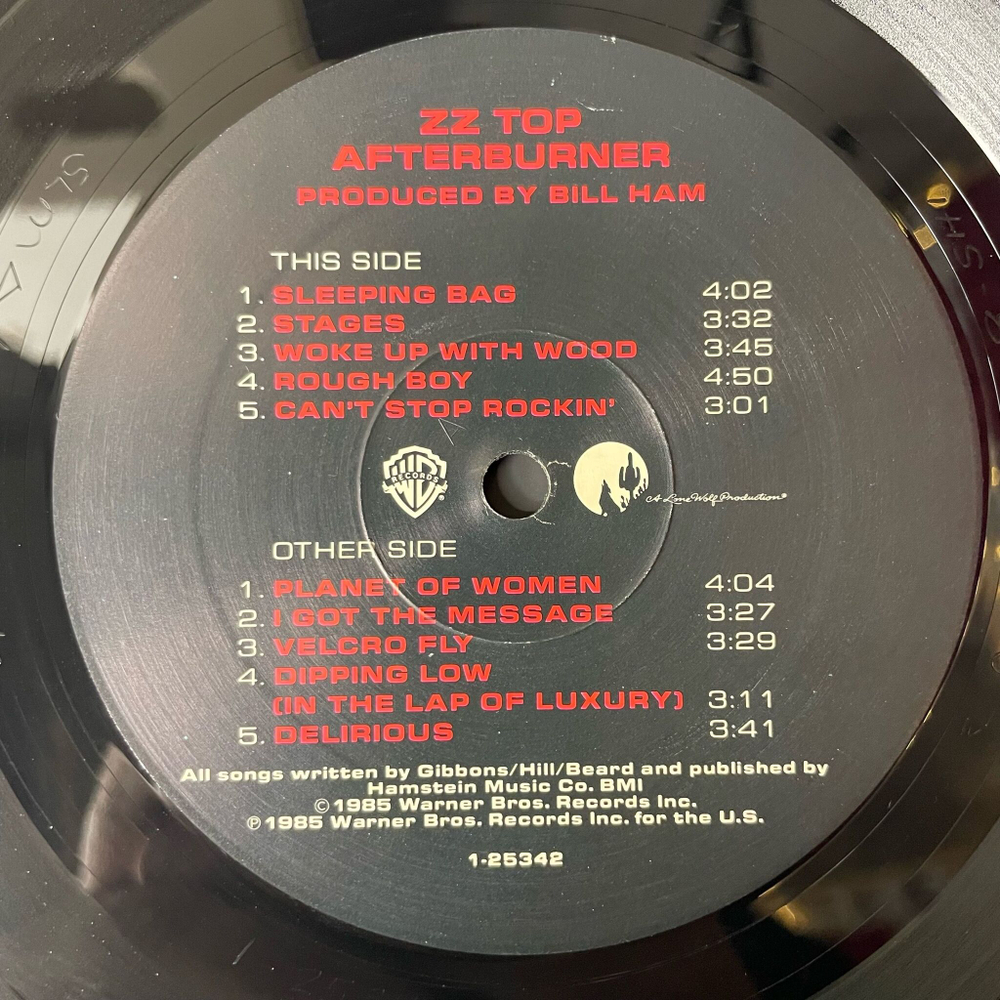 ZZ TOP
AFTERBURNER
PRODUCED BY BILL HAM
THIS SIDE
1. SLEEPING BAG 4:02
2. STAGES 3:32
3. WOKE UP WITH WOOD 3:45
4. ROUGH BOY 4:50
5. CAN'T STOP ROCKIN' 3:01
WB RECORDS ®
A Lone Wolf Production®
OTHER SIDE
1. PLANET OF WOMEN 4:04
2. I GOT THE MESSAGE 3:27
3. VELCRO FLY 3:29
4. DIPPING LOW
(IN THE LAP OF LUXURY) 3:11
5. DELIRIOUS 3:41
All songs written by Gibbons/Hill/Beard and published by
Hamstein Music Co. BMI
©1985 Warner Bros. Records Inc.
℗1985 Warner Bros. Records Inc. for the U.S.
1-25342